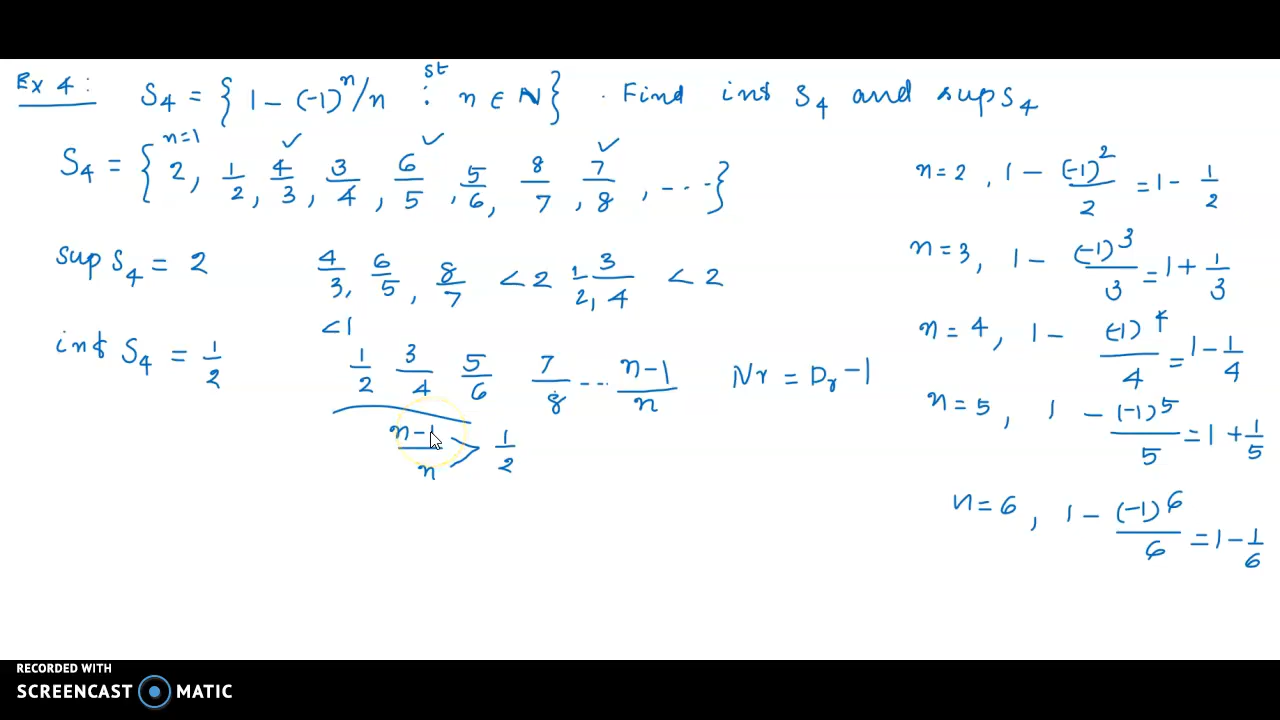 Ex 4: S₄ = { 1 - (-1)ⁿ/n : st n ∈ N } . Find inf S₄ and sup S₄
n=1
S₄ = { 2, 1/2, 4/3, 3/4, 6/5, 5/6, 8/7, 7/8, .... }
sup S₄ = 2 4/3, 6/5, 8/7 < 2 1/2, 3/4 < 2
<1
inf S₄ = 1/2 1/2 3/4 5/6 7/8 ... n-1/n Nr = Dr - 1
n-1/n > 1/2
n=2, 1 - (-1)²/2 = 1 - 1/2
n=3, 1 - (-1)³/3 = 1 + 1/3
n=4, 1 - (-1)⁴/4 = 1 - 1/4
n=5, 1 - (-1)⁵/5 = 1 + 1/5
n=6, 1 - (-1)⁶/6 = 1 - 1/6
RECORDED WITH
SCREENCAST MATIC